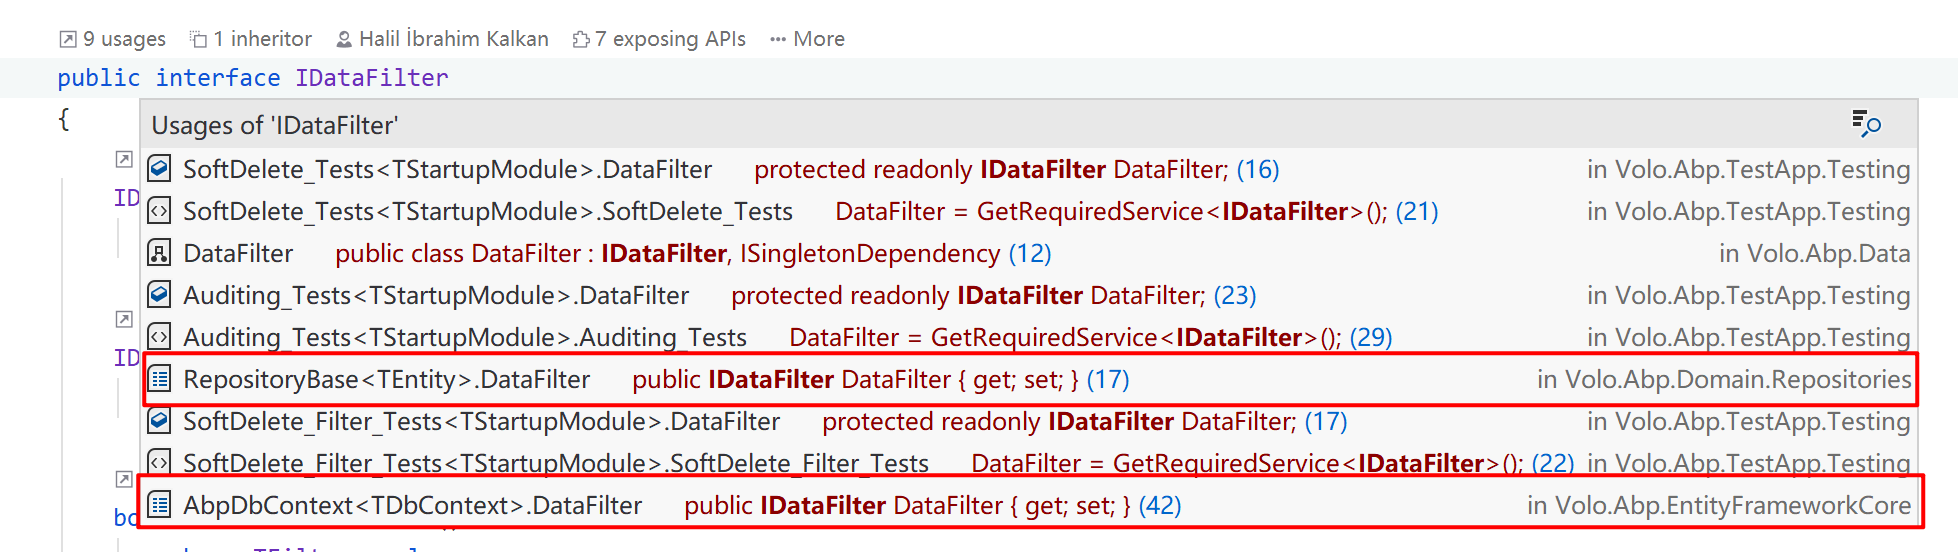 9 usages 1 inheritor Halil İbrahim Kalkan 7 exposing APIs ··· More
public interface IDataFilter
{
Usages of 'IDataFilter'
SoftDelete_Tests<TStartupModule>.DataFilter protected readonly IDataFilter DataFilter; (16) in Volo.Abp.TestApp.Testing
SoftDelete_Tests<TStartupModule>.SoftDelete_Tests DataFilter = GetRequiredService<IDataFilter>(); (21) in Volo.Abp.TestApp.Testing
DataFilter public class DataFilter : IDataFilter, ISingletonDependency (12) in Volo.Abp.Data
Auditing_Tests<TStartupModule>.DataFilter protected readonly IDataFilter DataFilter; (23) in Volo.Abp.TestApp.Testing
Auditing_Tests<TStartupModule>.Auditing_Tests DataFilter = GetRequiredService<IDataFilter>(); (29) in Volo.Abp.TestApp.Testing
RepositoryBase<TEntity>.DataFilter public IDataFilter DataFilter { get; set; } (17) in Volo.Abp.Domain.Repositories
SoftDelete_Filter_Tests<TStartupModule>.DataFilter protected readonly IDataFilter DataFilter; (17) in Volo.Abp.TestApp.Testing
SoftDelete_Filter_Tests<TStartupModule>.SoftDelete_Filter_Tests DataFilter = GetRequiredService<IDataFilter>(); (22) in Volo.Abp.TestApp.Testing
AbpDbContext<TDbContext>.DataFilter public IDataFilter DataFilter { get; set; } (42) in Volo.Abp.EntityFrameworkCore